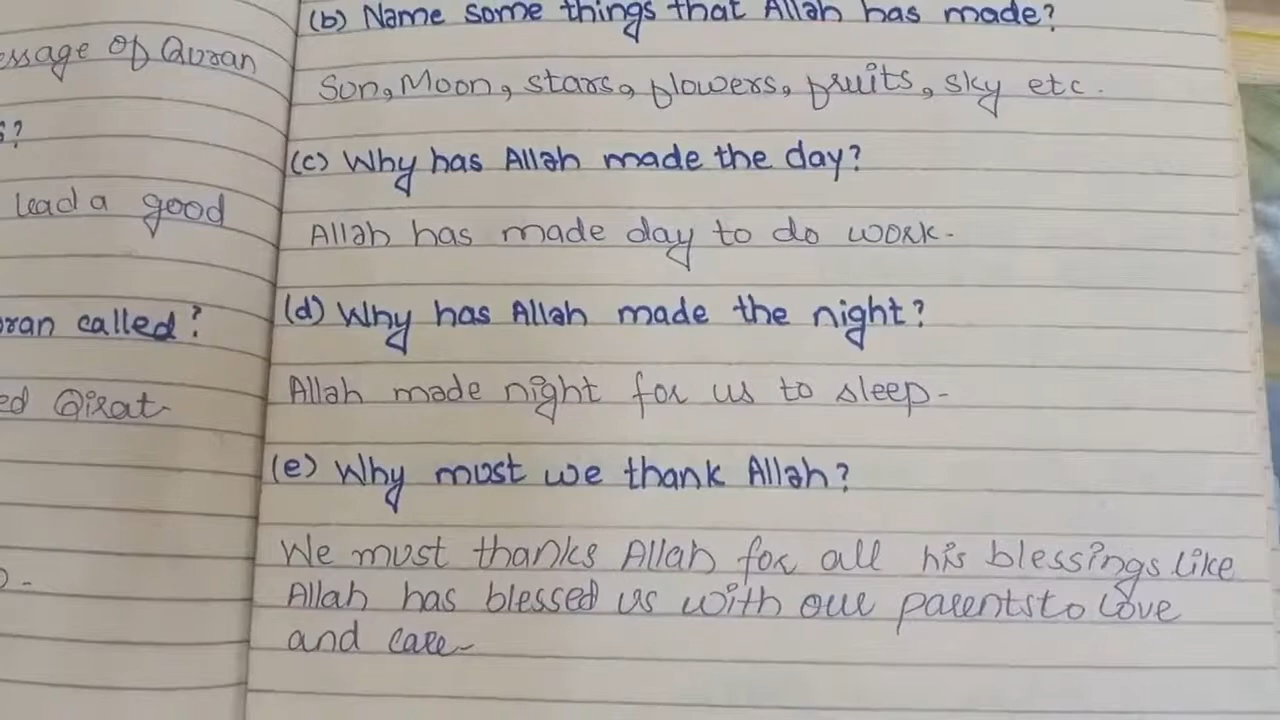 essage of Quran
s?
lead a good
ran called?
ed Qirat
(b) Name some things that Allah has made?
Sun, Moon, stars, flowers, fruits, sky etc.
(c) Why has Allah made the day?
Allah has made day to do work.
(d) Why has Allah made the night?
Allah made night for us to sleep.
(e) Why must we thank Allah?
We must thanks Allah for all his blessings like
Allah has blessed us with our parents to love
and care